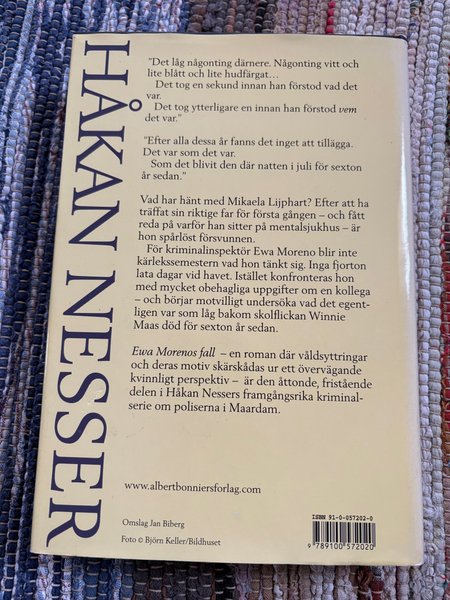 HÅKAN NESSER
"Det låg någonting därnere. Någonting vitt och
lite blått och lite hudfärgat…
Det tog en sekund innan han förstod vad det
var.
Det tog ytterligare en innan han förstod vem
det var."
"Efter alla dessa år fanns det inget att tillägga.
Det var som det var.
Som det blivit den där natten i juli för sexton
år sedan."
Vad har hänt med Mikaela Lijphart? Efter att ha
träffat sin riktige far för första gången – och fått
reda på varför han sitter på mentalsjukhus – är
hon spårlöst försvunnen.
För kriminalinspektör Ewa Moreno blir inte
kärlekssemestern vad hon tänkt sig. Inga fjorton
lata dagar vid havet. Istället konfronteras hon
med mycket obehagliga uppgifter om en kollega
– och börjar motvilligt undersöka vad det egent-
ligen var som låg bakom skolflickan Winnie
Maas död för sexton år sedan.
Ewa Morenos fall – en roman där våldsyttringar
och deras motiv skärskådas ur ett övervägande
kvinnligt perspektiv – är den åttonde, fristående
delen i Håkan Nessers framgångsrika kriminal-
serie om poliserna i Maardam.
www.albertbonniersforlag.com
Omslag Jan Biberg
Foto © Björn Keller/Bildhuset
ISBN 91-0-057202-0
9 789100 572020